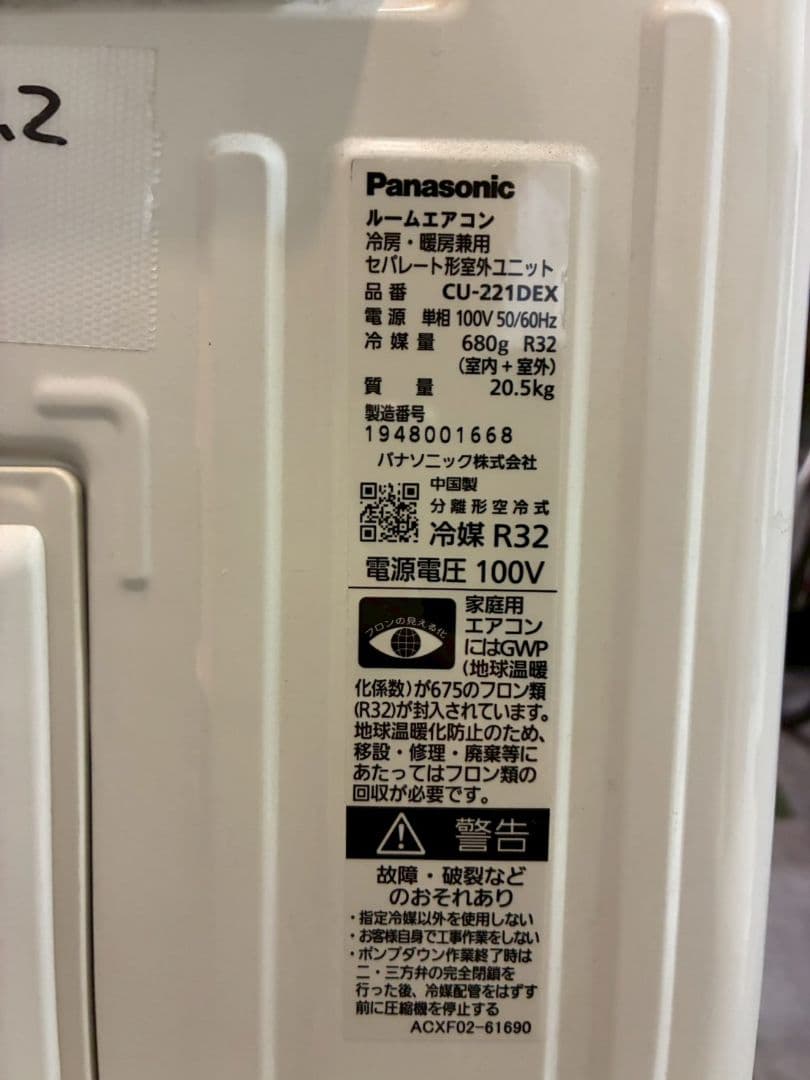 .2
Panasonic
ルームエアコン
冷房・暖房兼用
セパレート形室外ユニット
品番 CU-221DEX
電源 単相 100V 50/60Hz
冷媒量 680g R32
(室内+室外)
質量 20.5kg
製造番号
1948001668
パナソニック株式会社
中国製
分離形空冷式
冷媒 R32
電源電圧 100V
フロンの見える化
家庭用
エアコン
にはGWP
(地球温暖
化係数)が675のフロン類
(R32)が封入されています。
地球温暖化防止のため、
移設・修理・廃棄等に
あたってはフロン類の
回収が必要です。
警告
故障・破裂など
のおそれあり
・指定冷媒以外を使用しない
・お客様自身で工事作業をしない
・ポンプダウン作業終了時は
二・三方弁の完全閉鎖を
行った後、冷媒配管をはずす
前に圧縮機を停止する
ACXF02-61690